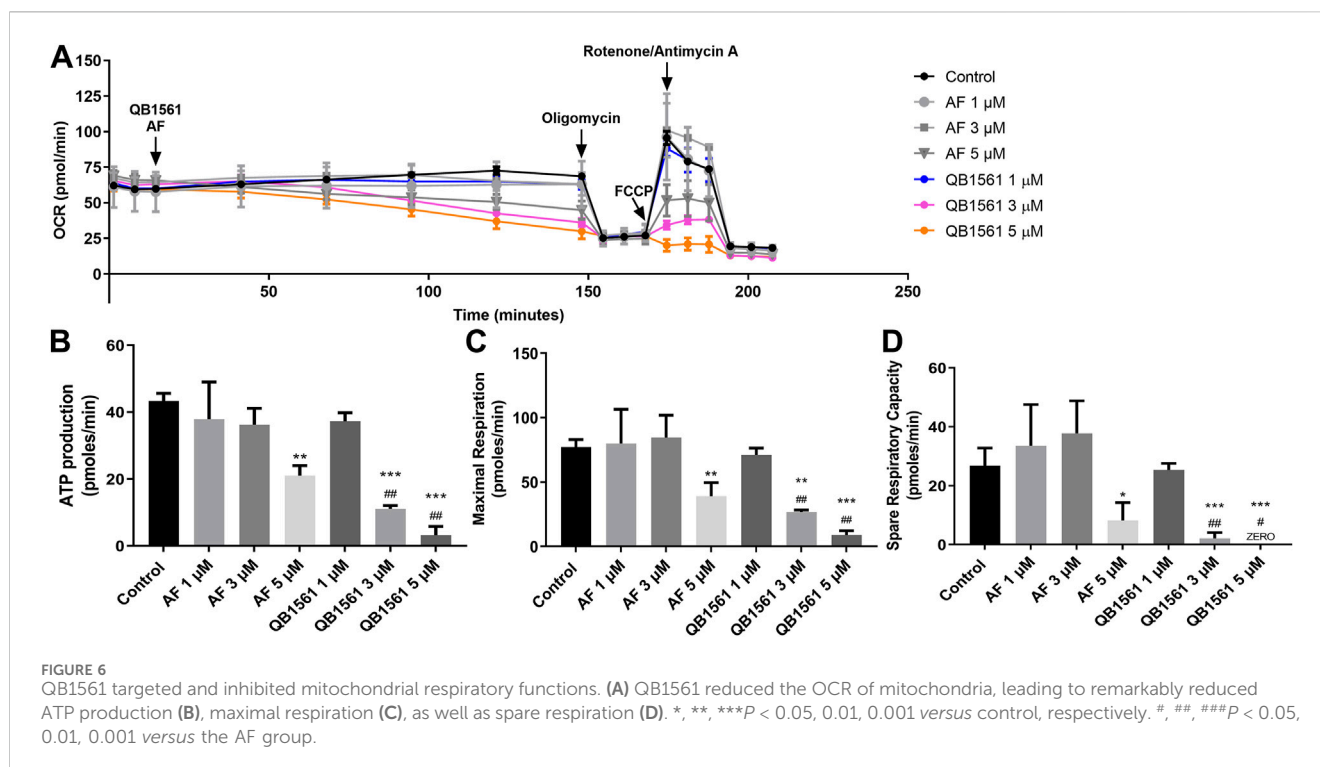 A
150
125
100
75
50
25
0
OCR (pmol/min)
QB1561
AF
Oligomycin
FCCP
Rotenone/Antimycin A
50
100
150
200
250
Time (minutes)
Control
AF 1 μM
AF 3 μM
AF 5 μM
QB1561 1 μM
QB1561 3 μM
QB1561 5 μM
B
60
40
20
0
ATP production
(pmoles/min)
**
***
##
***
##
Control
AF 1 μM
AF 3 μM
AF 5 μM
QB1561 1 μM
QB1561 3 μM
QB1561 5 μM
C
150
100
50
0
Maximal Respiration
(pmoles/min)
**
**
##
***
##
Control
AF 1 μM
AF 3 μM
AF 5 μM
QB1561 1 μM
QB1561 3 μM
QB1561 5 μM
D
60
40
20
0
Spare Respiratory Capacity
(pmoles/min)
*
***
##
***
#
ZERO
Control
AF 1 μM
AF 3 μM
AF 5 μM
QB1561 1 μM
QB1561 3 μM
QB1561 5 μM
FIGURE 6
QB1561 targeted and inhibited mitochondrial respiratory functions. (A) QB1561 reduced the OCR of mitochondria, leading to remarkably reduced
ATP production (B), maximal respiration (C), as well as spare respiration (D). *, **, ***P < 0.05, 0.01, 0.001 versus control, respectively. #, ##, ###P < 0.05,
0.01, 0.001 versus the AF group.